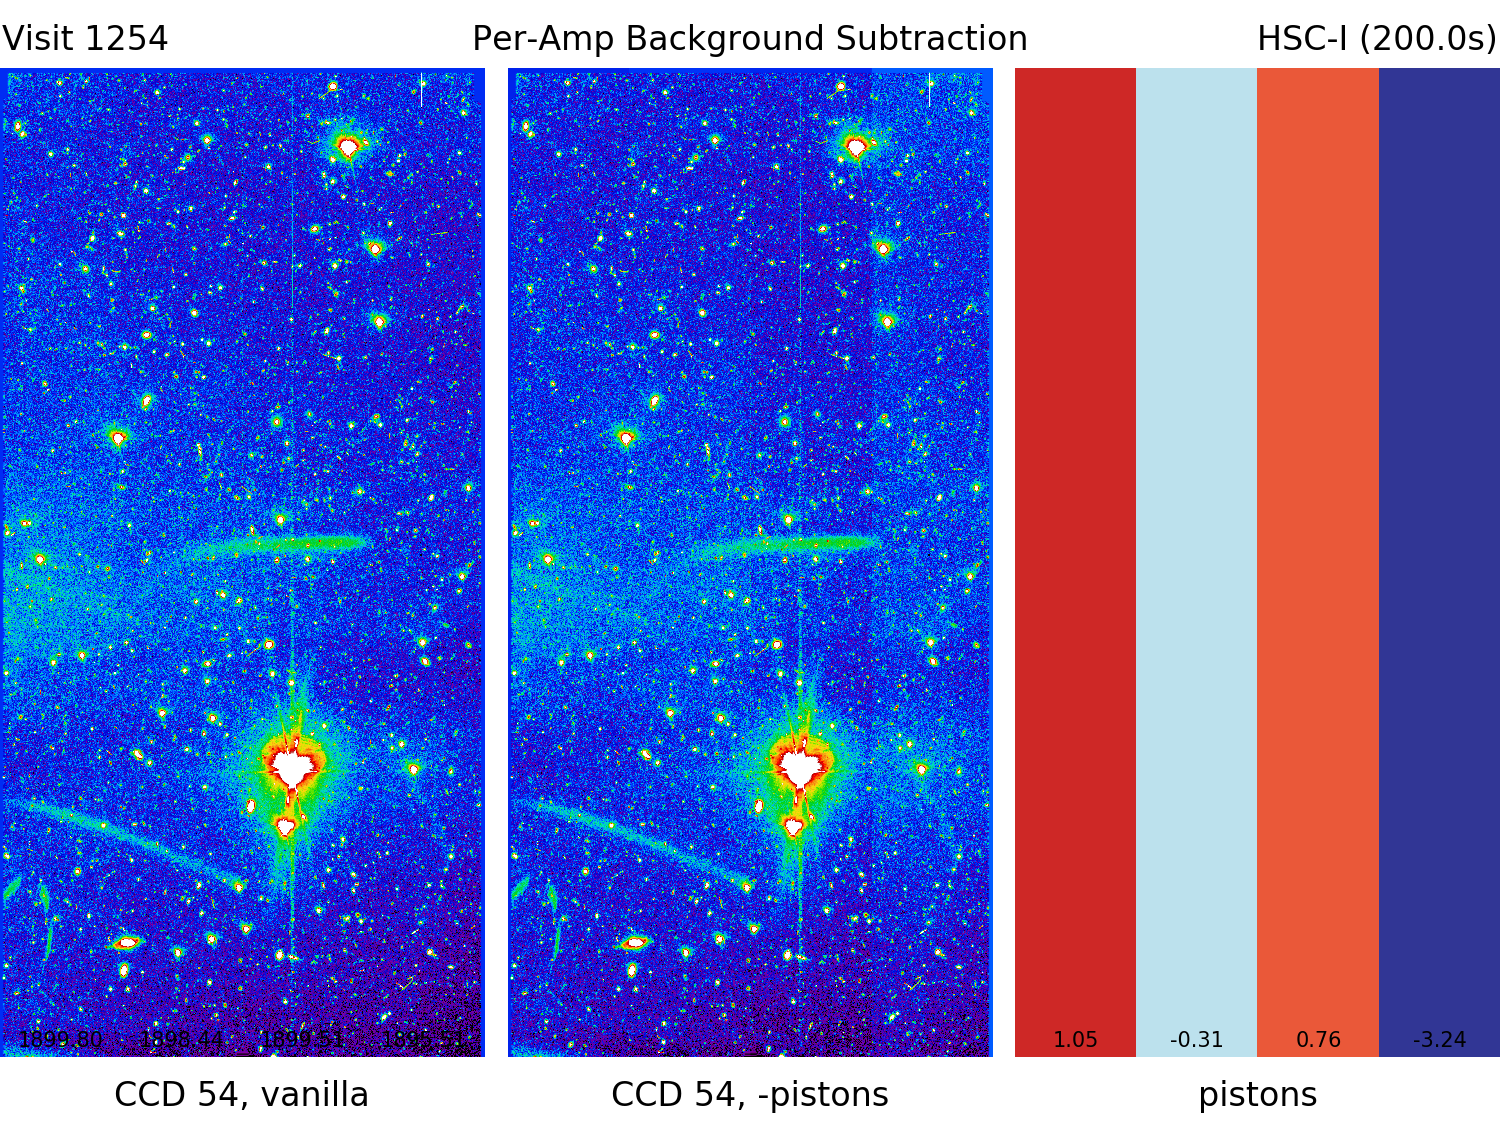 Visit 1254
Per-Amp Background Subtraction
HSC-I (200.0s)
1899.80 1898.44 1899.51
1.05 -0.31 0.76 -3.24
CCD 54, vanilla
CCD 54, -pistons
pistons